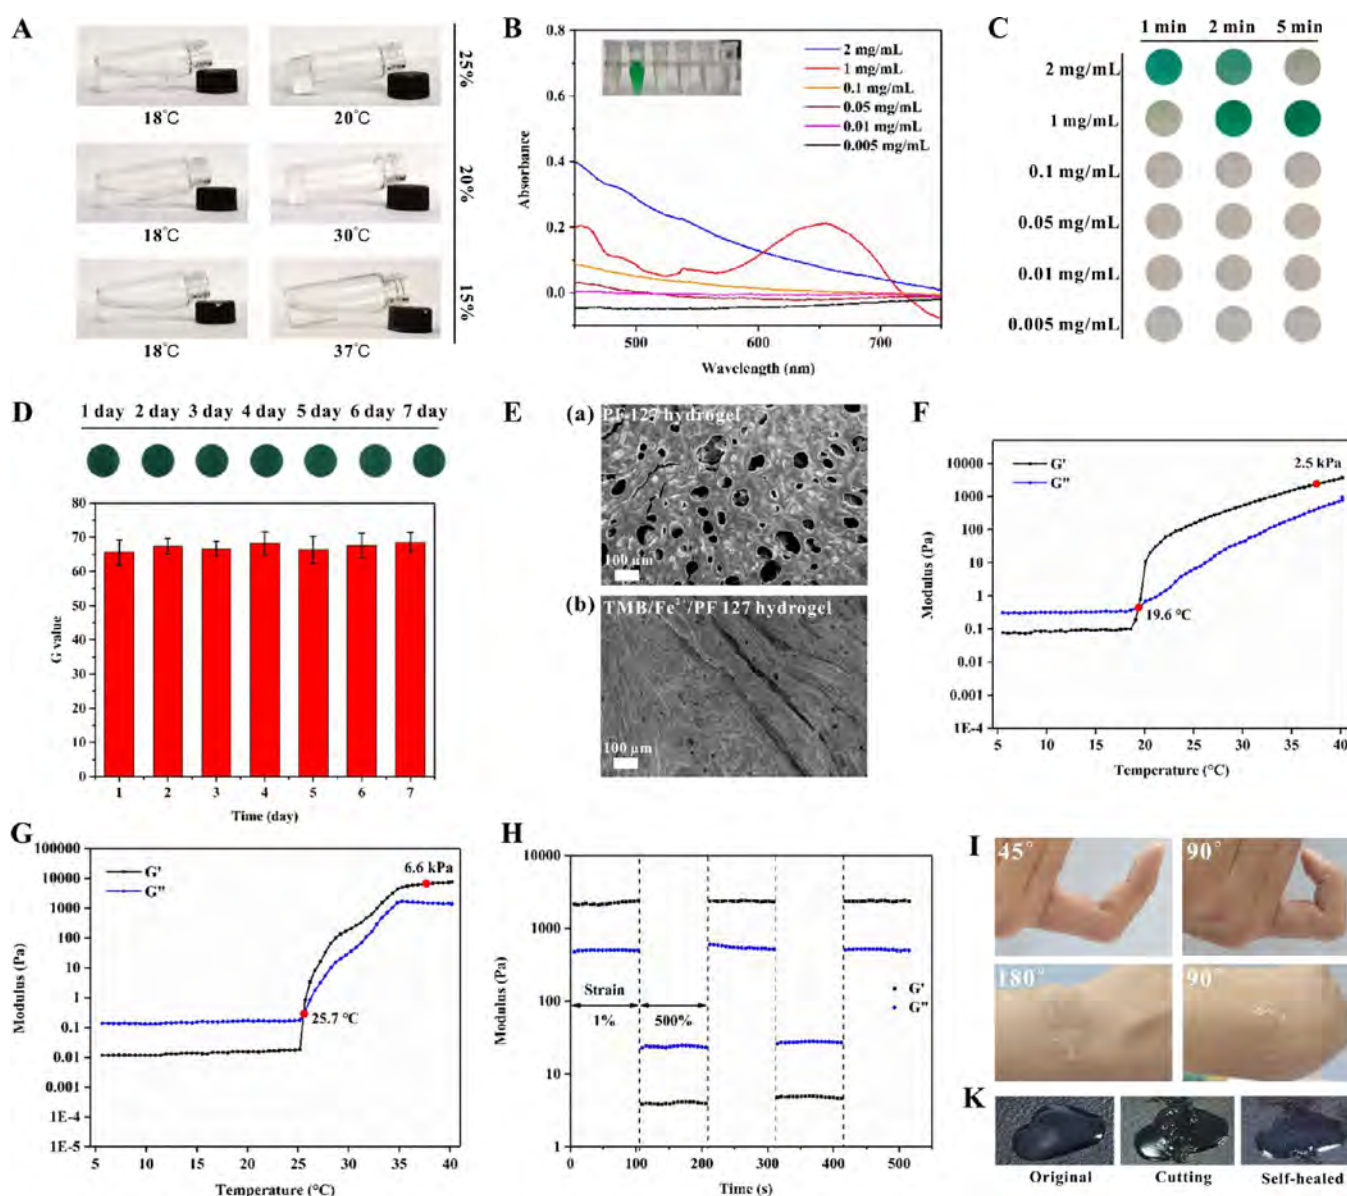 A
25%
18°C
20°C
20%
18°C
30°C
15%
18°C
37°C
B
0.8
0.6
0.4
0.2
0.0
500
600
700
Absorbance
Wavelength (nm)
2 mg/mL
1 mg/mL
0.1 mg/mL
0.05 mg/mL
0.01 mg/mL
0.005 mg/mL
C
1 min 2 min 5 min
2 mg/mL
1 mg/mL
0.1 mg/mL
0.05 mg/mL
0.01 mg/mL
0.005 mg/mL
D
1 day 2 day 3 day 4 day 5 day 6 day 7 day
80
70
60
50
40
30
20
10
0
G value
1 2 3 4 5 6 7
Time (day)
E
(a) PF-127 hydrogel
100 μm
(b) TMB/Fe²⁺/PF 127 hydrogel
100 μm
F
G'
G"
2.5 kPa
19.6 °C
10000
1000
100
10
1
0.1
0.01
0.001
1E-4
Modulus (Pa)
5 10 15 20 25 30 35 40
Temperature (°C)
G
G'
G"
6.6 kPa
25.7 °C
100000
10000
1000
100
10
1
0.1
0.01
0.001
1E-4
1E-5
Modulus (Pa)
5 10 15 20 25 30 35 40
Temperature (°C)
H
10000
1000
100
10
1
Modulus (Pa)
Strain
1% 500%
G'
G"
0 100 200 300 400 500
Time (s)
I
45° 90°
180° 90°
K
Original Cutting Self-healed